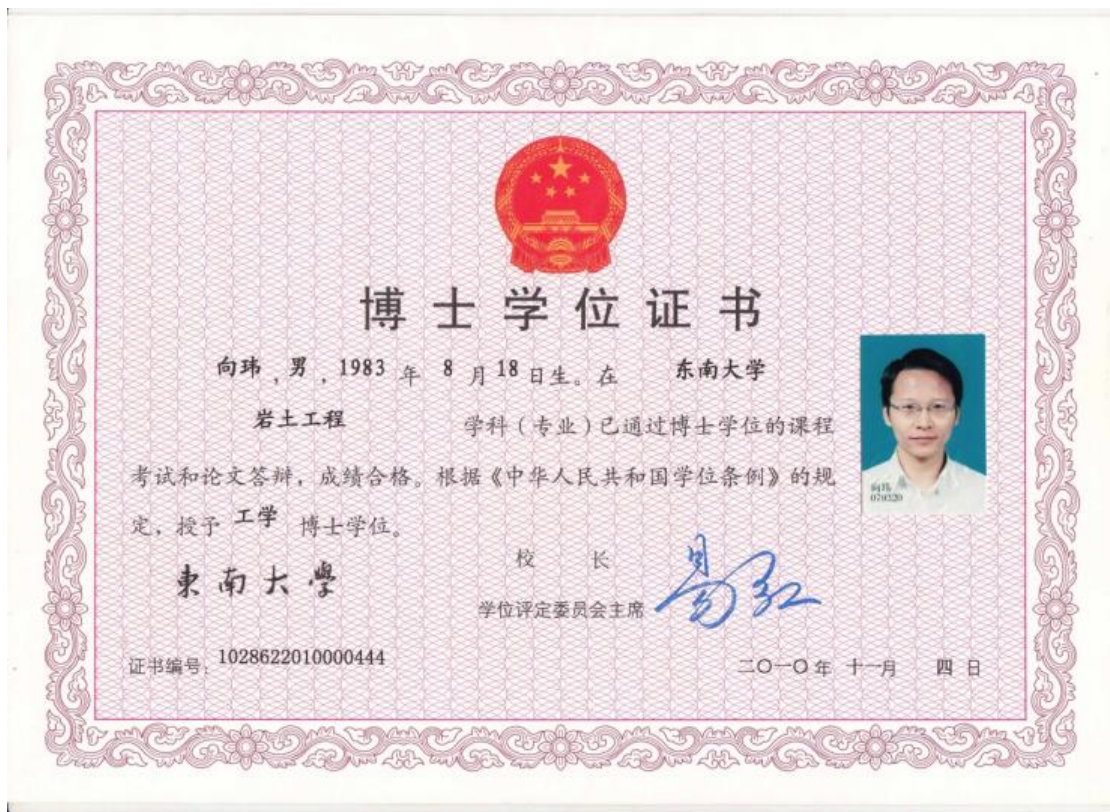 博士学位证书
向玮，男，1983 年 8 月 18 日生。在 东南大学
岩土工程 学科（专业）已通过博士学位的课程
考试和论文答辩，成绩合格。根据《中华人民共和国学位条例》的规
定，授予 工学 博士学位。
向玮
079320
東南大學
校 长
学位评定委员会主席
易红
证书编号：1028622010000444
二〇一〇年 十一月 四 日